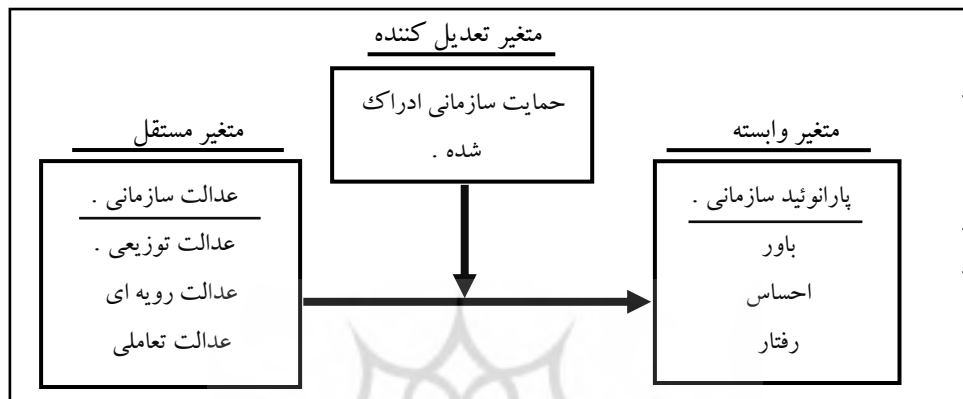 متغیر تعدیل کننده
حمایت سازمانی ادراک
شده .
متغیر مستقل
عدالت سازمانی .
عدالت توزیعی .
عدالت رویه ای
عدالت تعاملی
متغیر وابسته
پارانوئید سازمانی .
باور
احساس
رفتار